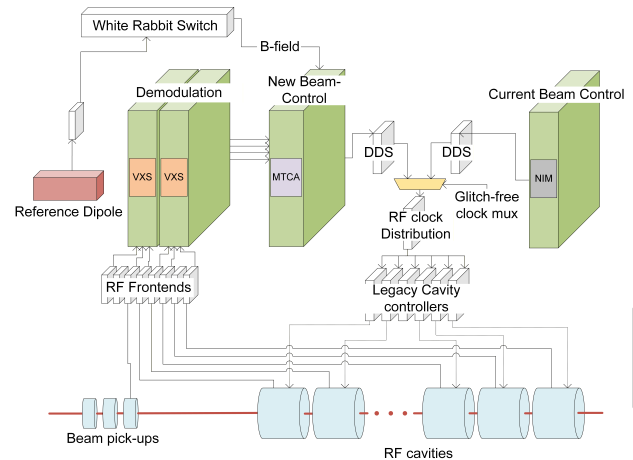 White Rabbit Switch
B-field
Demodulation
New Beam-
Control
Current Beam Control
DDS
DDS
VXS
VXS
MTCA
NIM
Reference Dipole
Glitch-free
clock mux
RF clock
Distribution
RF Frontends
Legacy Cavity
controllers
Beam pick-ups
RF cavities